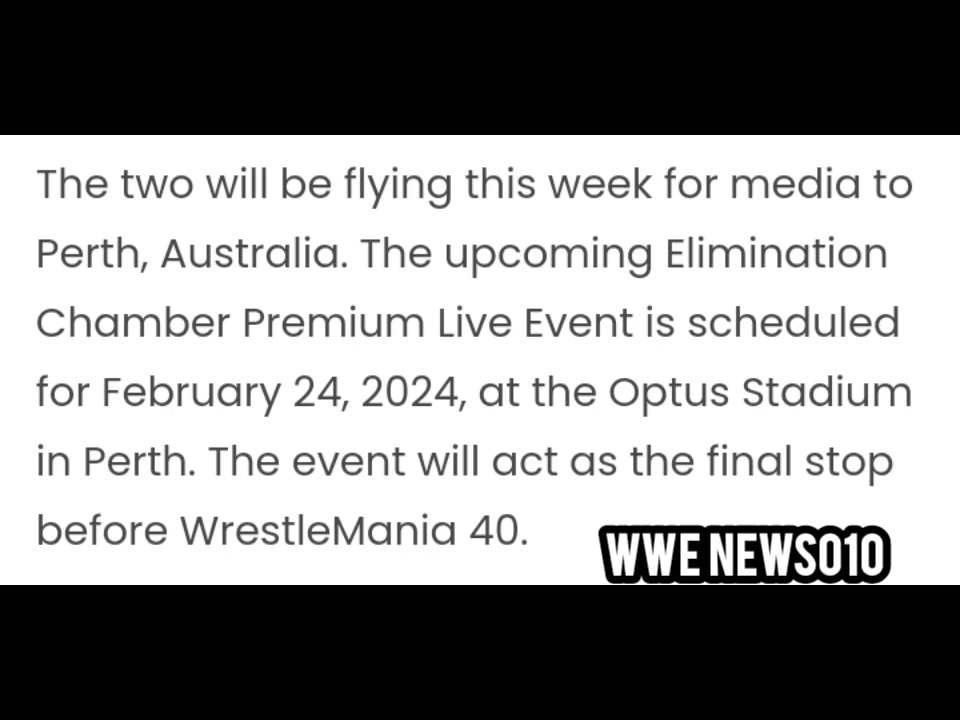 The two will be flying this week for media to
Perth, Australia. The upcoming Elimination
Chamber Premium Live Event is scheduled
for February 24, 2024, at the Optus Stadium
in Perth. The event will act as the final stop
before WrestleMania 40.
WWE NEWS010